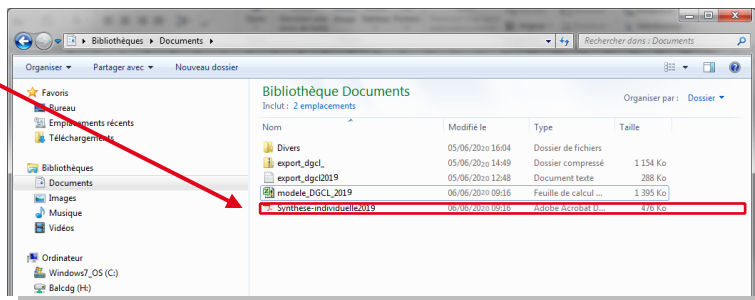 Bibliothèques ▸ Documents ▸
Rechercher dans : Documents
Organiser ▾ Partager avec ▾ Nouveau dossier
Favoris
Bureau
Emplacements récents
Téléchargements
Bibliothèques
Documents
Images
Musique
Vidéos
Ordinateur
Windows7_OS (C:)
Balcdg (H:)
Bibliothèque Documents
Inclut : 2 emplacements
Organiser par : Dossier ▾
Nom Modifié le Type Taille
Divers 05/06/2020 16:04 Dossier de fichiers
export_dgcl_ 05/06/2020 14:49 Dossier compressé 1 154 Ko
export_dgcl2019 05/06/2020 12:48 Document texte 288 Ko
modele_DGCL_2019 06/06/2020 09:16 Feuille de calcul ... 1 395 Ko
Synthese-individuelle2019 06/06/2020 09:16 Adobe Acrobat D... 476 Ko